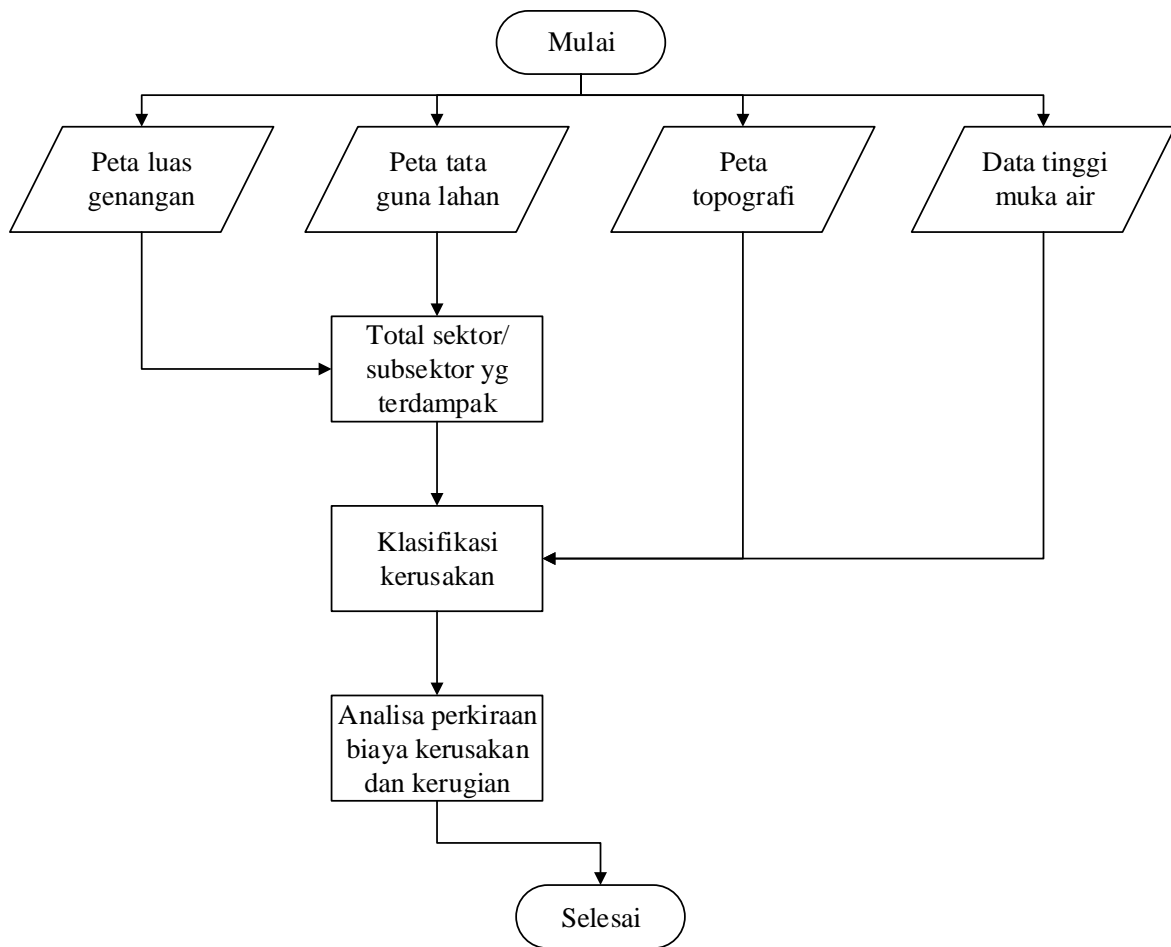 Mulai
Peta luas
genangan
Peta tata
guna lahan
Peta
topografi
Data tinggi
muka air
Total sektor/
subsektor yg
terdampak
Klasifikasi
kerusakan
Analisa perkiraan
biaya kerusakan
dan kerugian
Selesai